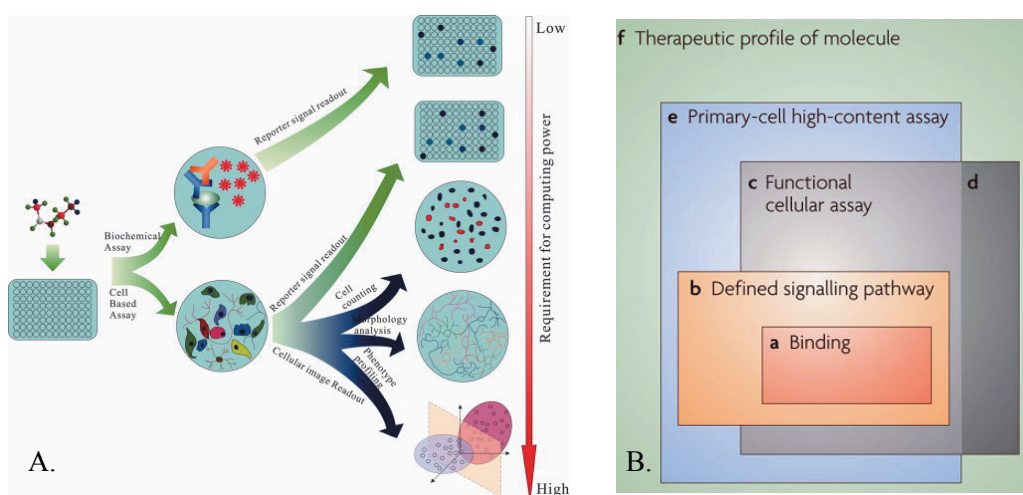 Low
Reporter signal readout
Biochemical
Assay
Cell
Based
Assay
Reporter signal readout
Cell
counting
Morphology
analysis
Phenotype
profiling
Cellular image Readout
Requirement for computing power
High
A.
f Therapeutic profile of molecule
e Primary-cell high-content assay
c Functional
cellular assay
d
b Defined signalling pathway
a Binding
B.